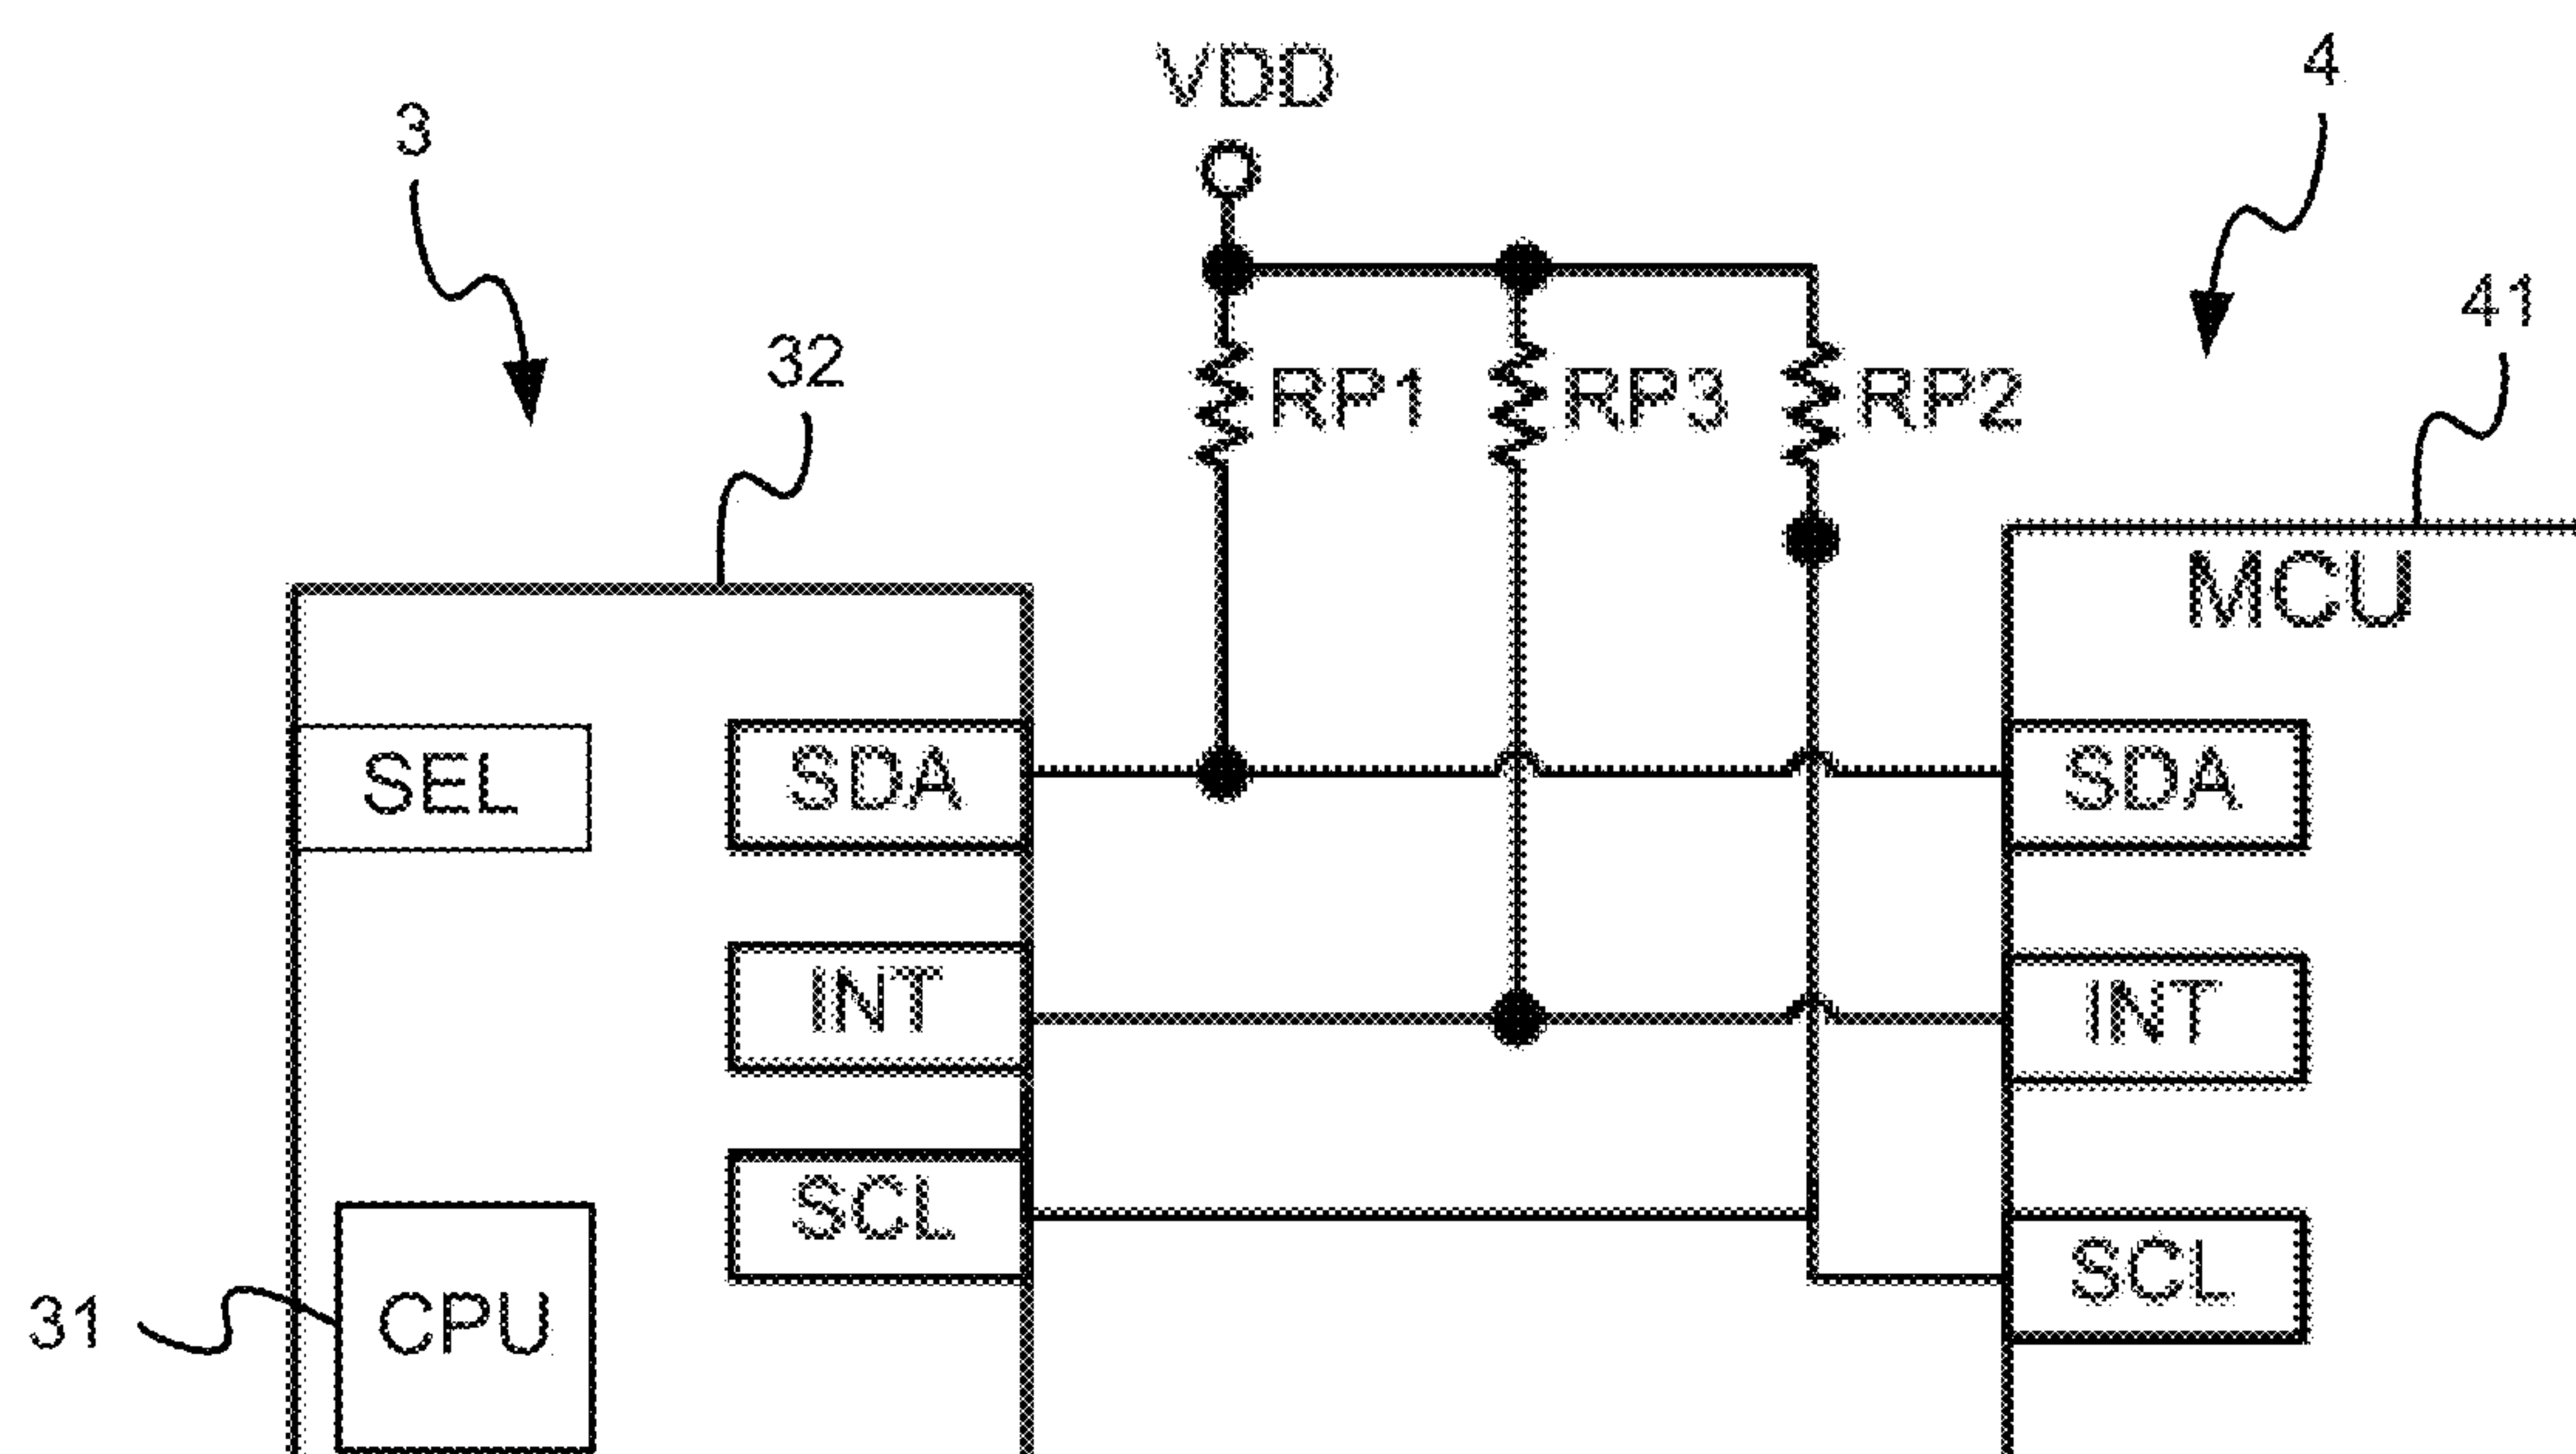 VDD
3
4
32
41
RP1
RP3
RP2
MCU
SEL
SDA
SDA
INT
INT
SCL
SCL
31
CPU